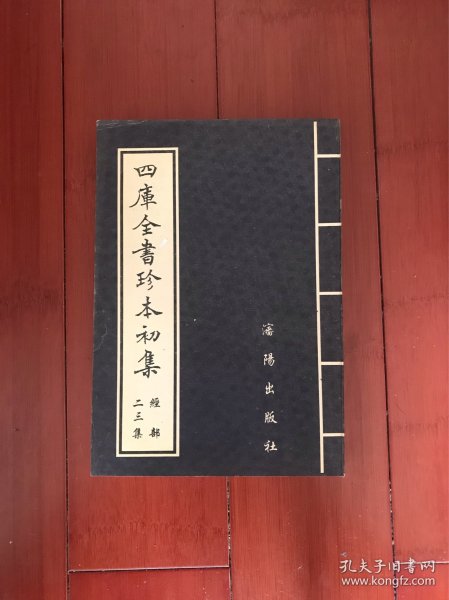 四庫全書珍本初集
經部
二三集
瀋陽出版社
孔夫子旧书网
www.kongfz.com